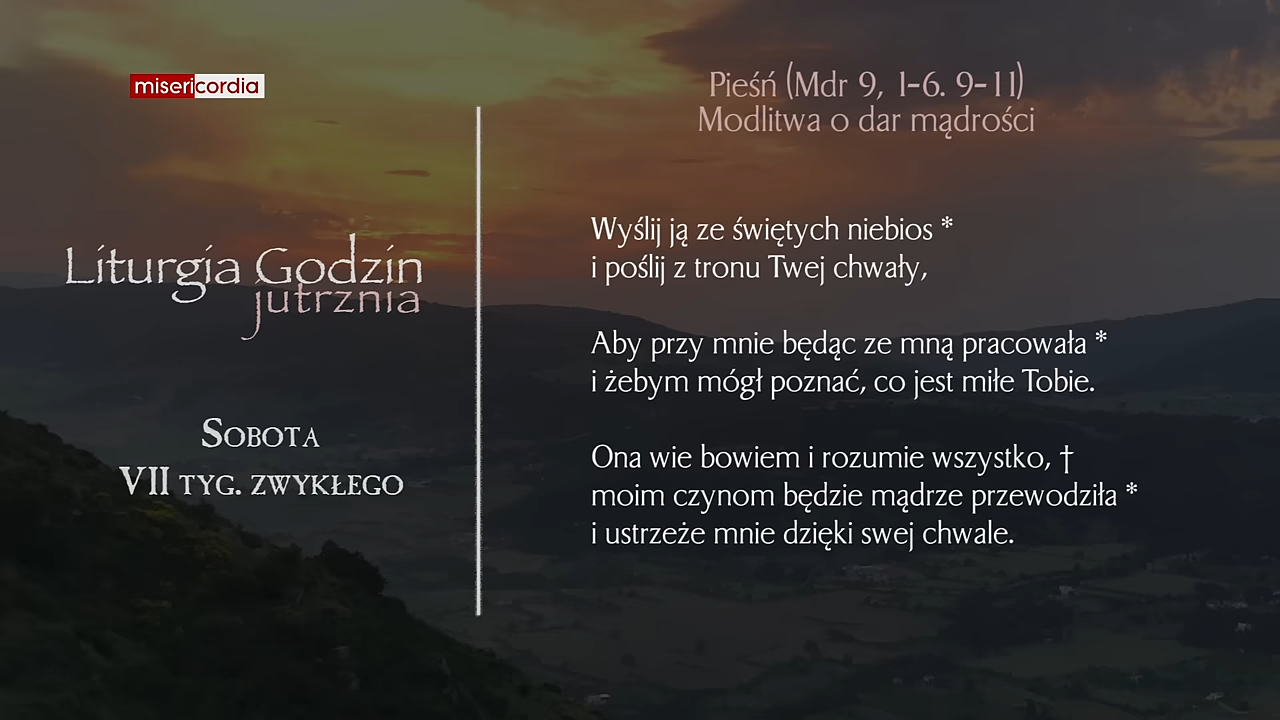 misericordia
Liturgia Godzin
jutrznia
Sobota
VII tyg. zwykłego
Pieśń (Mdr 9, 1-6. 9-11)
Modlitwa o dar mądrości
Wyślij ją ze świętych niebios *
i poślij z tronu Twej chwały,
Aby przy mnie będąc ze mną pracowała *
i żebym mógł poznać, co jest miłe Tobie.
Ona wie bowiem i rozumie wszystko, †
moim czynom będzie mądrze przewodziła *
i ustrzeże mnie dzięki swej chwale.